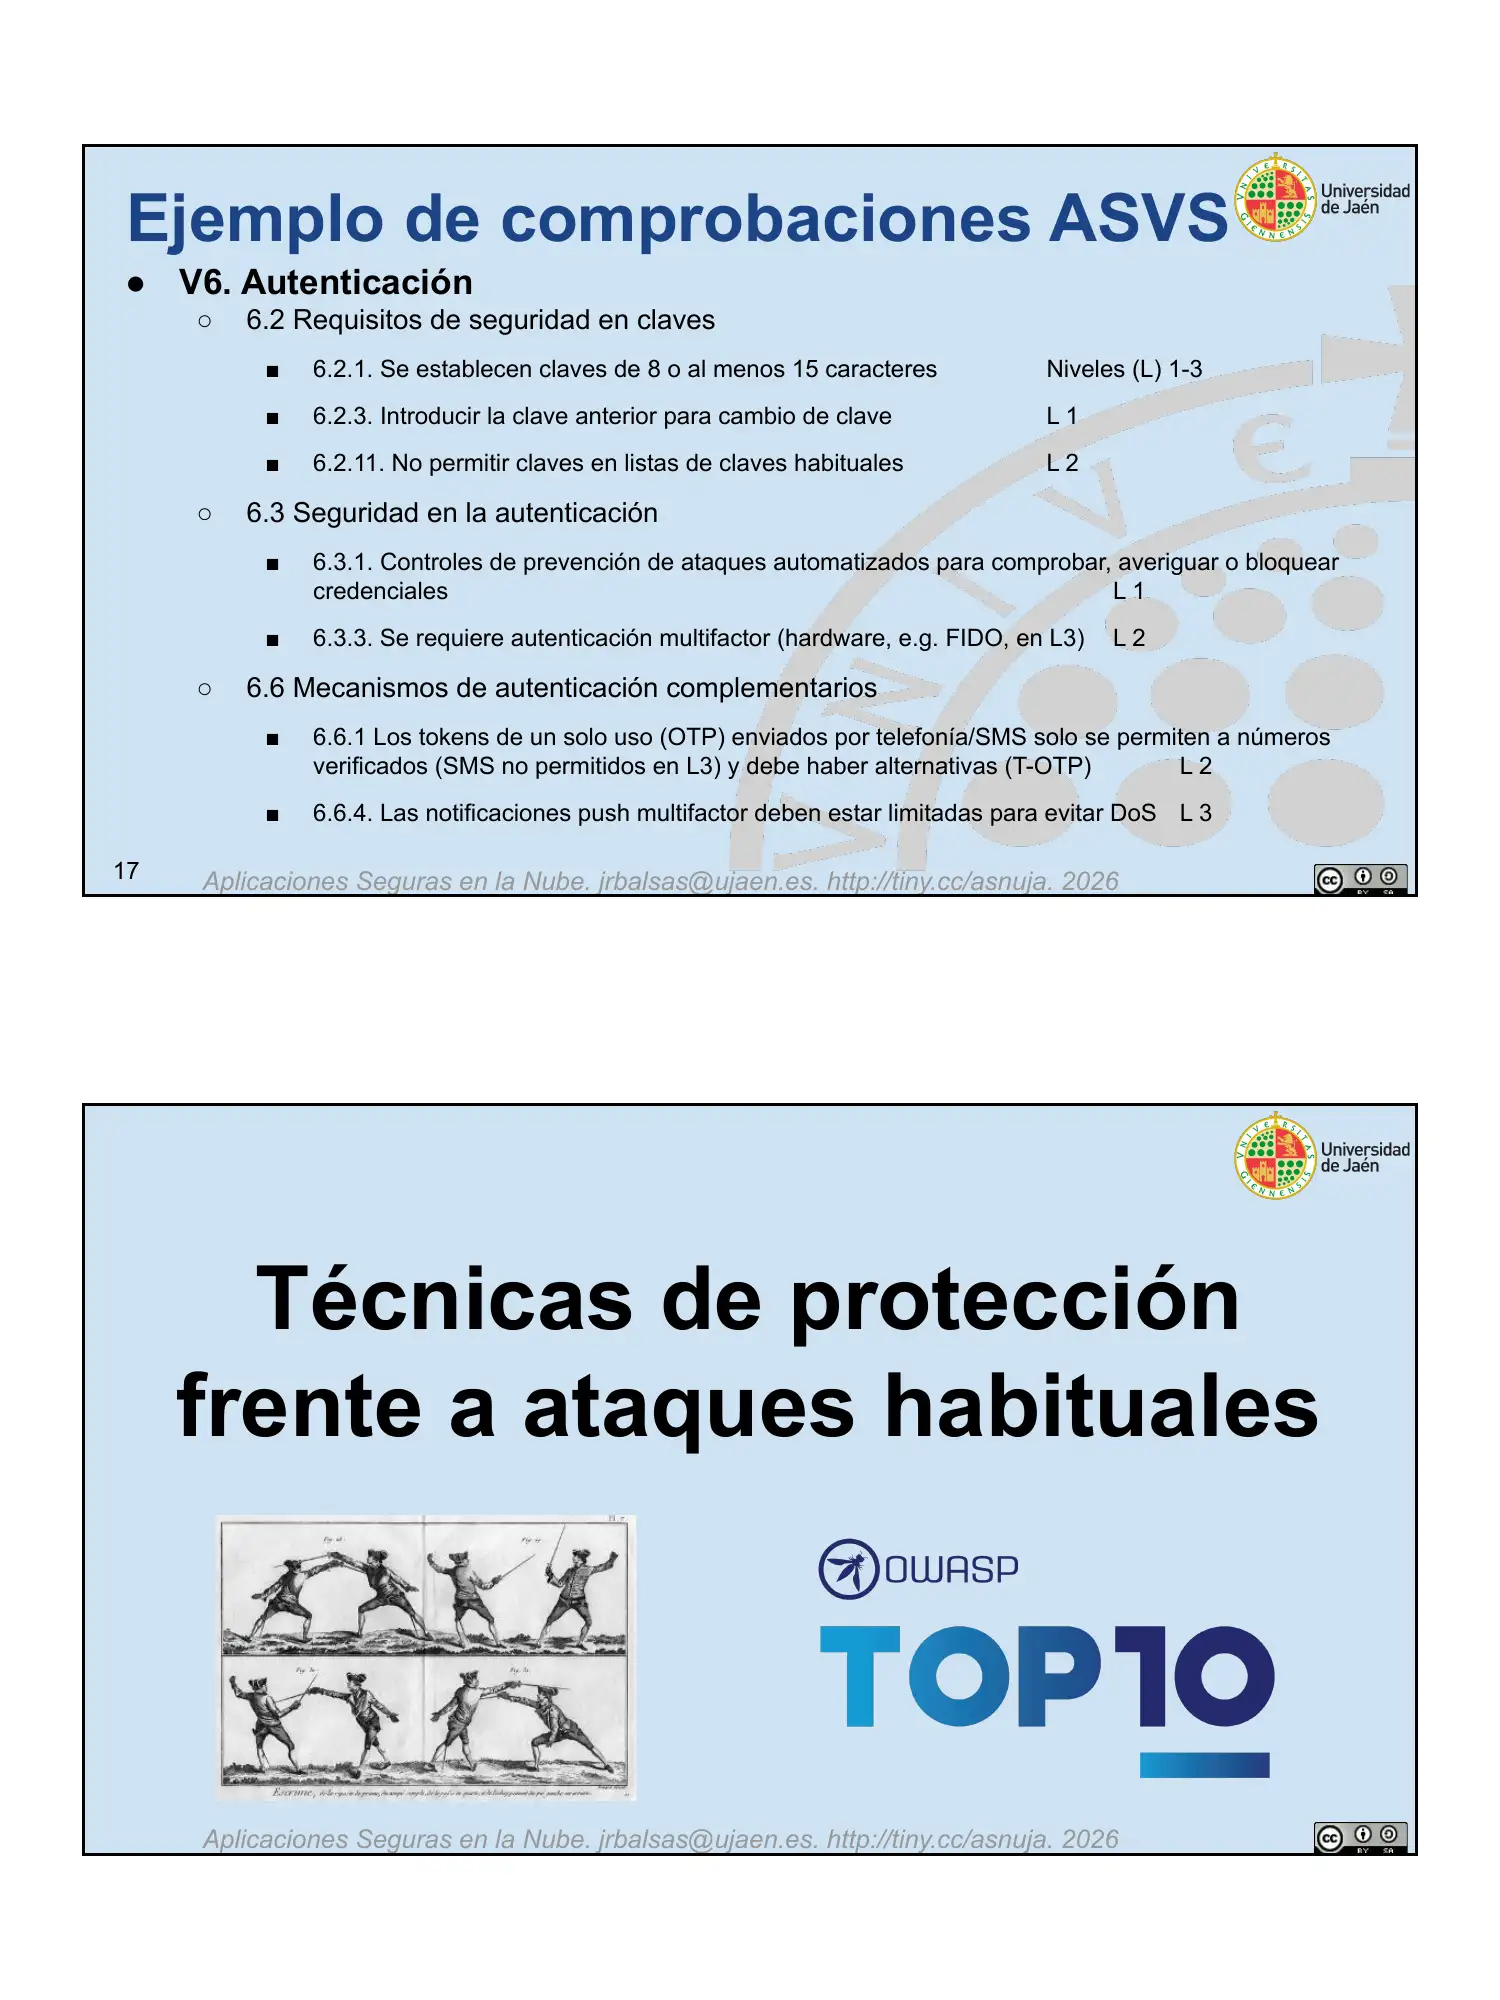 Ejemplo de comprobaciones ASVS
Universidad
de Jaén
● V6. Autenticación
○ 6.2 Requisitos de seguridad en claves
■ 6.2.1. Se establecen claves de 8 o al menos 15 caracteres Niveles (L) 1-3
■ 6.2.3. Introducir la clave anterior para cambio de clave L 1
■ 6.2.11. No permitir claves en listas de claves habituales L 2
○ 6.3 Seguridad en la autenticación
■ 6.3.1. Controles de prevención de ataques automatizados para comprobar, averiguar o bloquear
credenciales L 1
■ 6.3.3. Se requiere autenticación multifactor (hardware, e.g. FIDO, en L3) L 2
○ 6.6 Mecanismos de autenticación complementarios
■ 6.6.1 Los tokens de un solo uso (OTP) enviados por telefonía/SMS solo se permiten a números
verificados (SMS no permitidos en L3) y debe haber alternativas (T-OTP) L 2
■ 6.6.4. Las notificaciones push multifactor deben estar limitadas para evitar DoS L 3
17
Aplicaciones Seguras en la Nube. jrbalsas@ujaen.es. http://tiny.cc/asnuja. 2026
cc BY SA
Universidad
de Jaén
Técnicas de protección
frente a ataques habituales
OWASP
TOP10
Aplicaciones Seguras en la Nube. jrbalsas@ujaen.es. http://tiny.cc/asnuja. 2026
cc BY SA